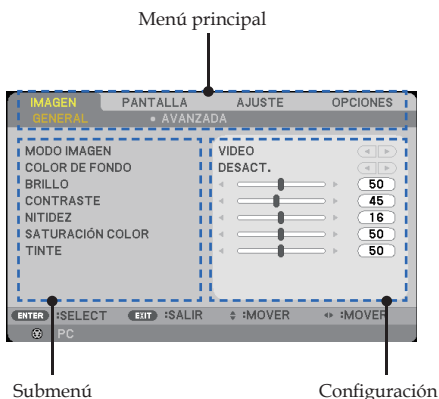 Menú principal
IMAGEN PANTALLA AJUSTE OPCIONES
GENERAL • AVANZADA
MODO IMAGEN VIDEO
COLOR DE FONDO DESACT.
BRILLO 50
CONTRASTE 45
NITIDEZ 16
SATURACIÓN COLOR 50
TINTE 50
ENTER :SELECT EXIT :SALIR :MOVER :MOVER
PC
Submenú Configuración